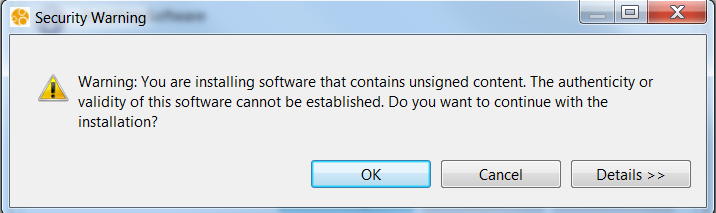 Security Warning
Warning: You are installing software that contains unsigned content. The authenticity or
validity of this software cannot be established. Do you want to continue with the
installation?
OK
Cancel
Details >>